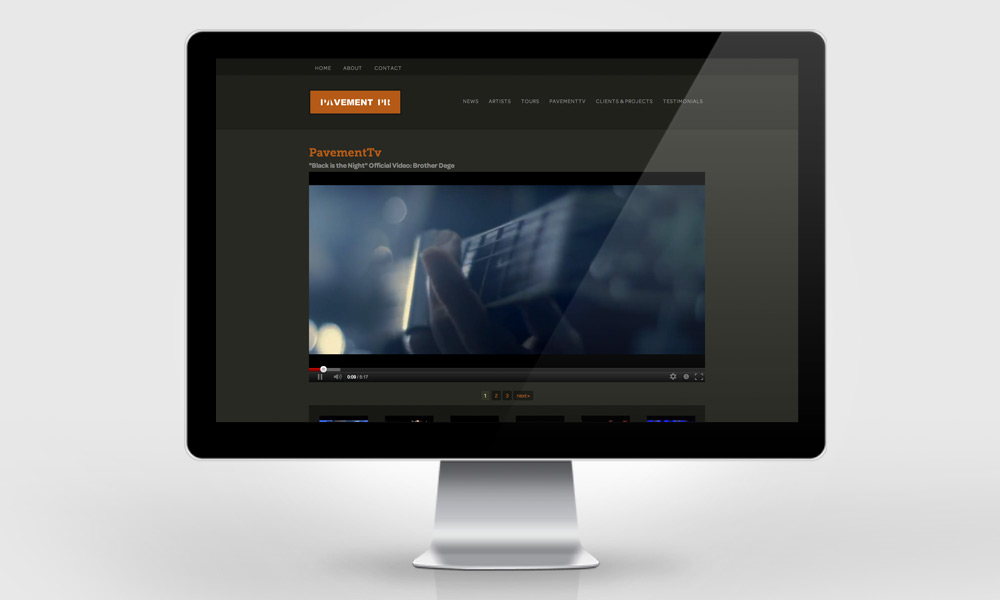 HOME ABOUT CONTACT
PAVEMENT PR
NEWS ARTISTS TOURS PAVEMENTTV CLIENTS & PROJECTS TESTIMONIALS
PavementTv
"Black is the Night" Official Video: Brother Dege
0:09 / 5:17
1 2 3 next »